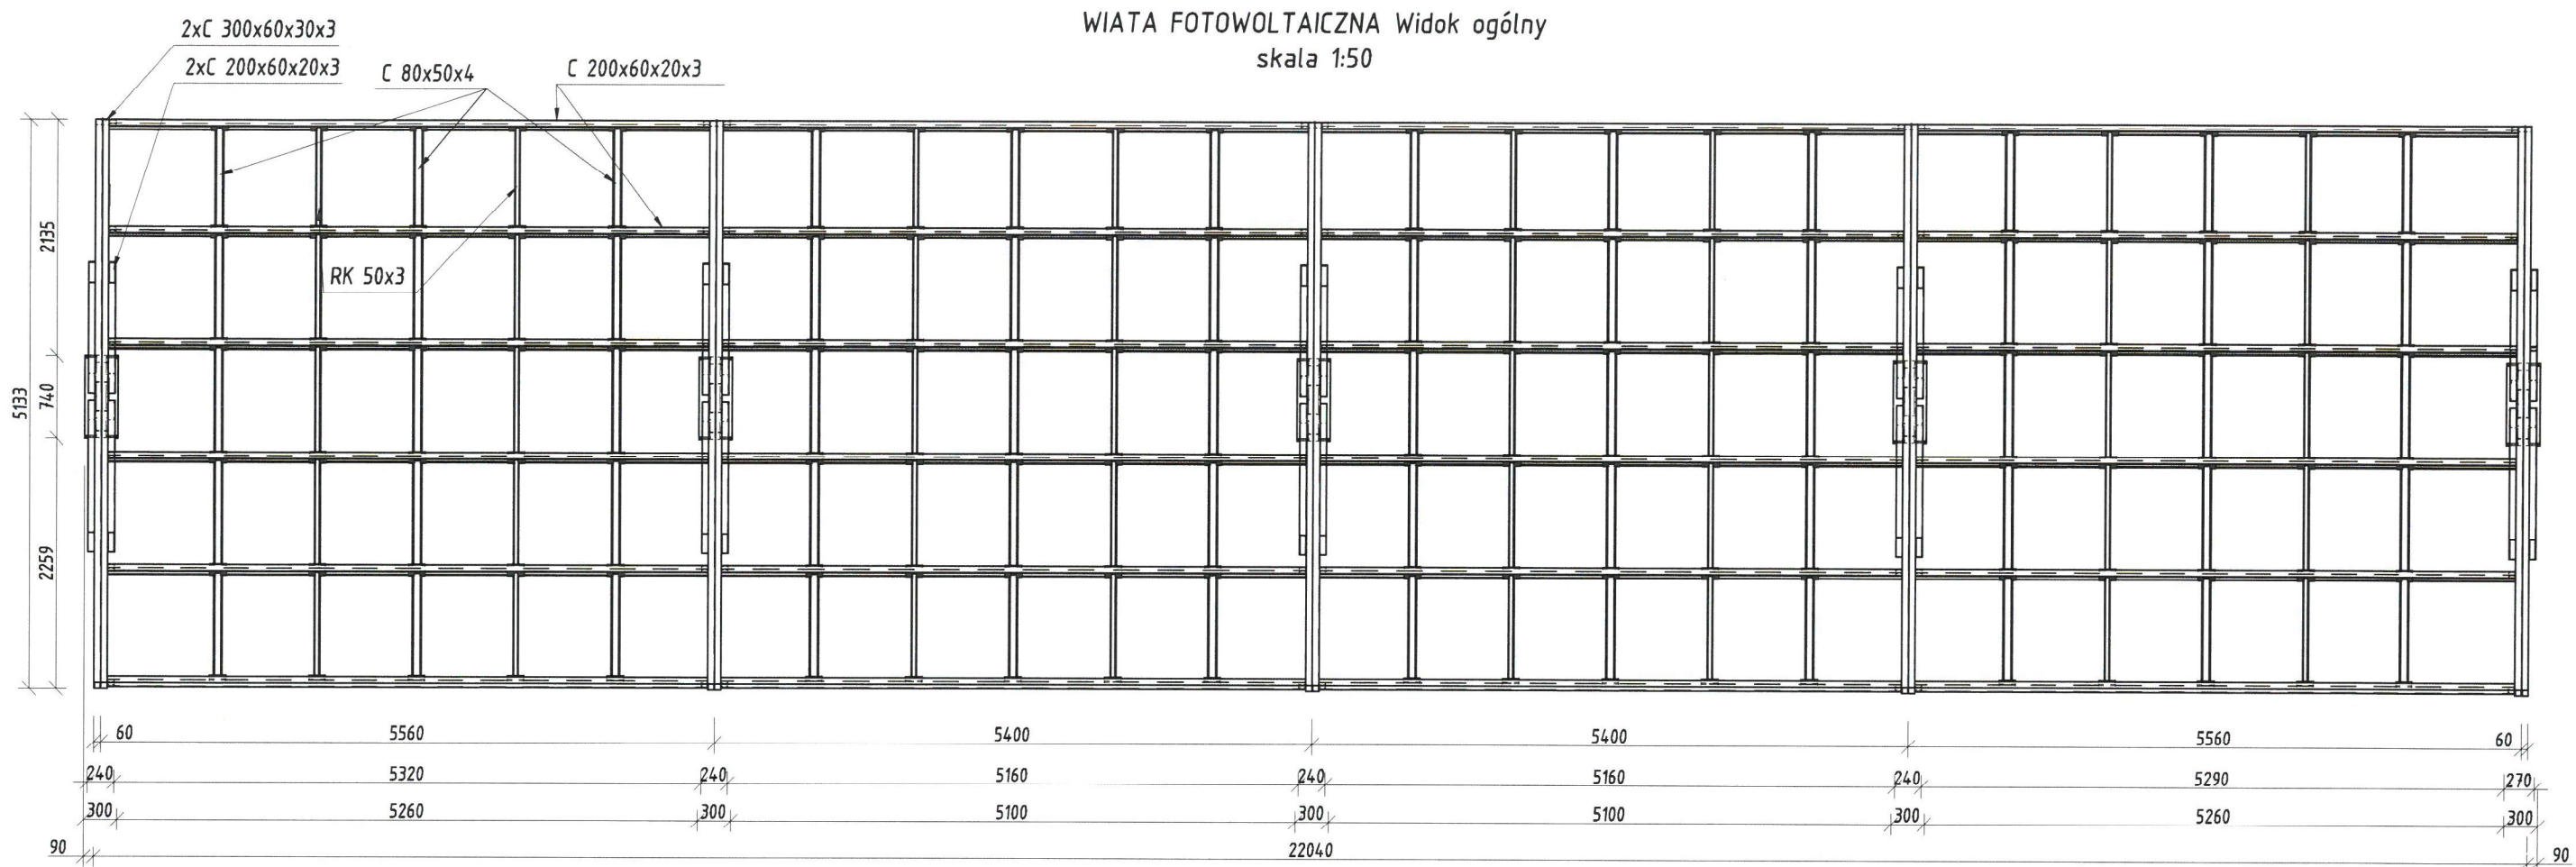 WIATA FOTOWOLTAICZNA Widok ogólny
skala 1:50
2xC 300x60x30x3
2xC 200x60x20x3
C 80x50x4
C 200x60x20x3
RK 50x3
5133
2135
740
2259
60 5560 5400 5400 5560 60
240 5320 240 5160 240 5160 240 5290 270
300 5260 300 5100 300 5100 300 5260 300
90 22040 90